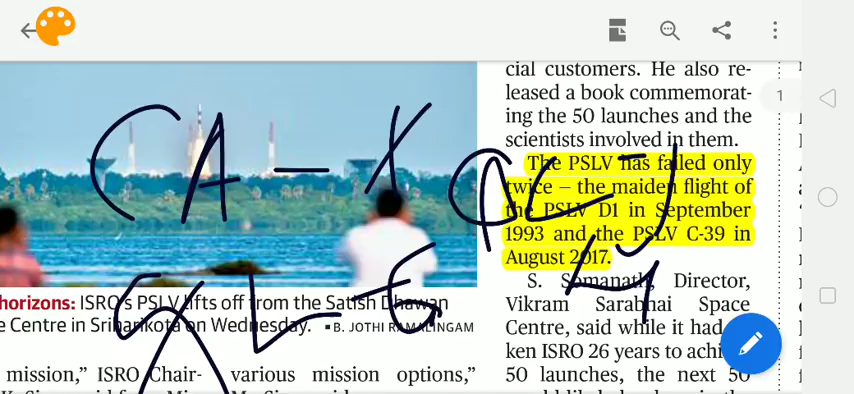 1
cial customers. He also re-
leased a book commemorat-
ing the 50 launches and the
scientists involved in them.
The PSLV has failed only
twice – the maiden flight of
the PSLV D1 in September
1993 and the PSLV C-39 in
August 2017.
S. Somanath, Director,
Vikram Sarabhai Space
Centre, said while it had
ken ISRO 26 years to achi
50 launches, the next 50
CA - X
horizons: ISRO's PSLV lifts off from the Satish Dhawan
e Centre in Sriharikota on Wednesday. ▪ B. JOTHI RAMALINGAM
mission,” ISRO Chair-
various mission options,”